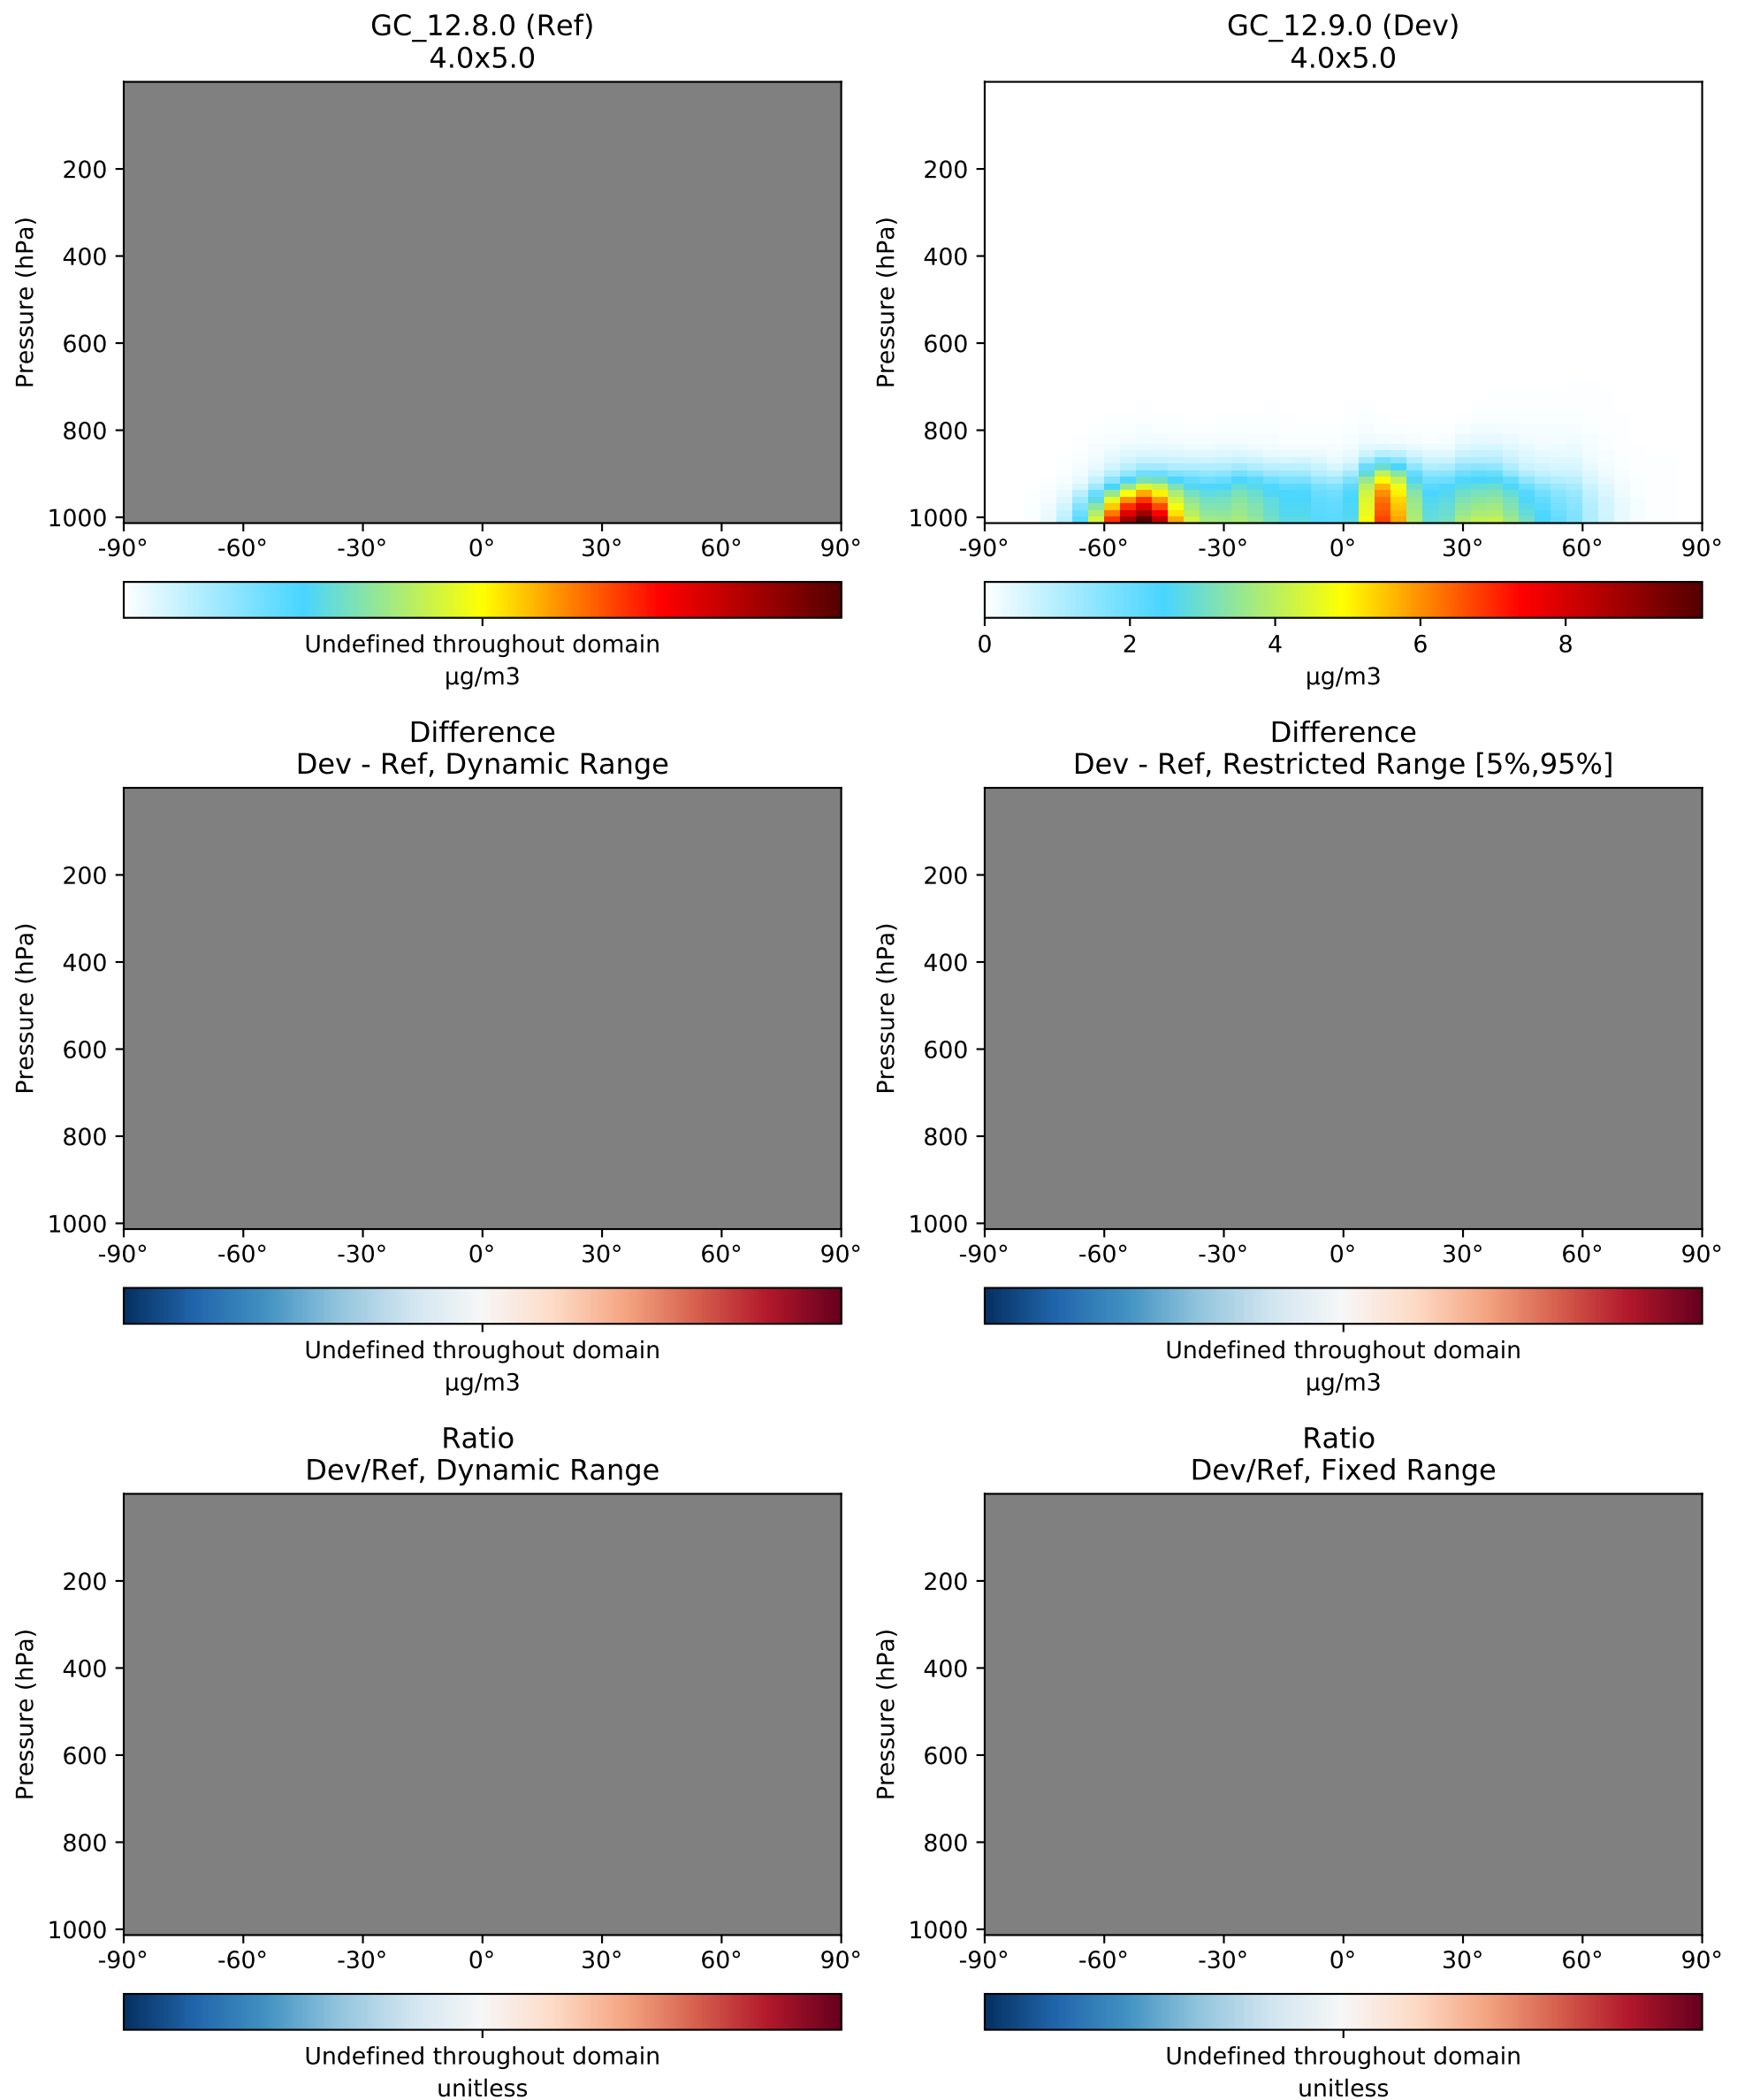 GC_12.8.0 (Ref)
4.0x5.0
Pressure (hPa)
200
400
600
800
1000
-90° -60° -30° 0° 30° 60° 90°
Undefined throughout domain
μg/m3
GC_12.9.0 (Dev)
4.0x5.0
Pressure (hPa)
200
400
600
800
1000
-90° -60° -30° 0° 30° 60° 90°
0 2 4 6 8
μg/m3
Difference
Dev - Ref, Dynamic Range
Pressure (hPa)
200
400
600
800
1000
-90° -60° -30° 0° 30° 60° 90°
Undefined throughout domain
μg/m3
Difference
Dev - Ref, Restricted Range [5%,95%]
Pressure (hPa)
200
400
600
800
1000
-90° -60° -30° 0° 30° 60° 90°
Undefined throughout domain
μg/m3
Ratio
Dev/Ref, Dynamic Range
Pressure (hPa)
200
400
600
800
1000
-90° -60° -30° 0° 30° 60° 90°
Undefined throughout domain
unitless
Ratio
Dev/Ref, Fixed Range
Pressure (hPa)
200
400
600
800
1000
-90° -60° -30° 0° 30° 60° 90°
Undefined throughout domain
unitless